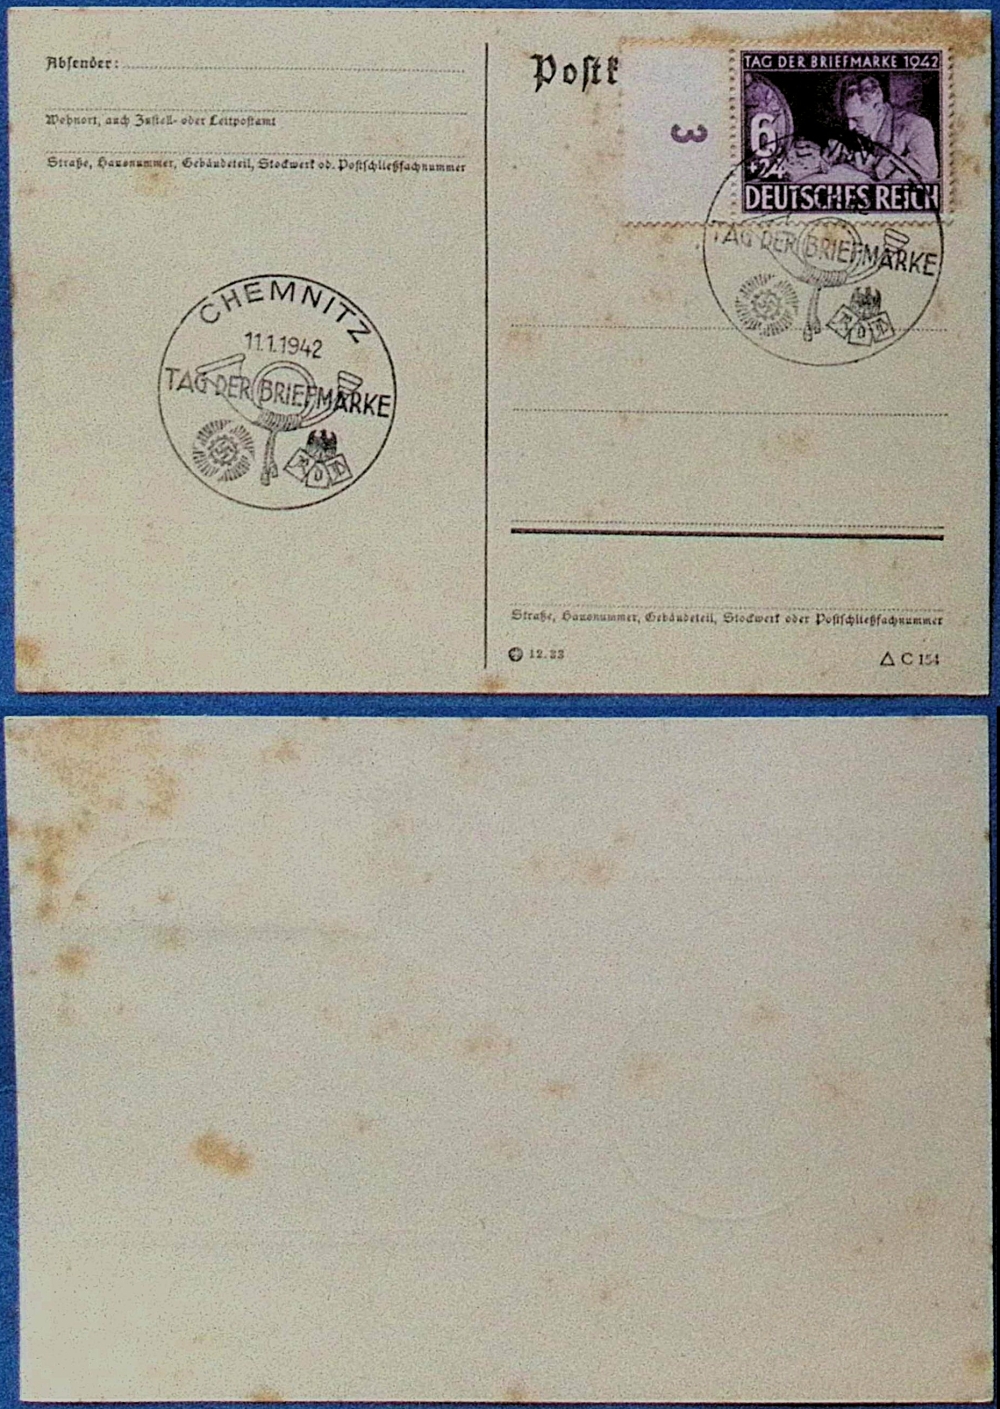 Absender:
Wohnort, auch Zustell- oder Leitpostamt
Straße, Hausnummer, Gebäudeteil, Stockwerk od. Postschließfachnummer
CHEMNITZ
11.1.1942
TAG DER BRIEFMARKE
KDF
Postk
3
TAG DER BRIEFMARKE 1942
6
+24
DEUTSCHES REICH
TAG DER BRIEFMARKE
KDF
Straße, Hausnummer, Gebäudeteil, Stockwerk oder Postschließfachnummer
12.33
C 154